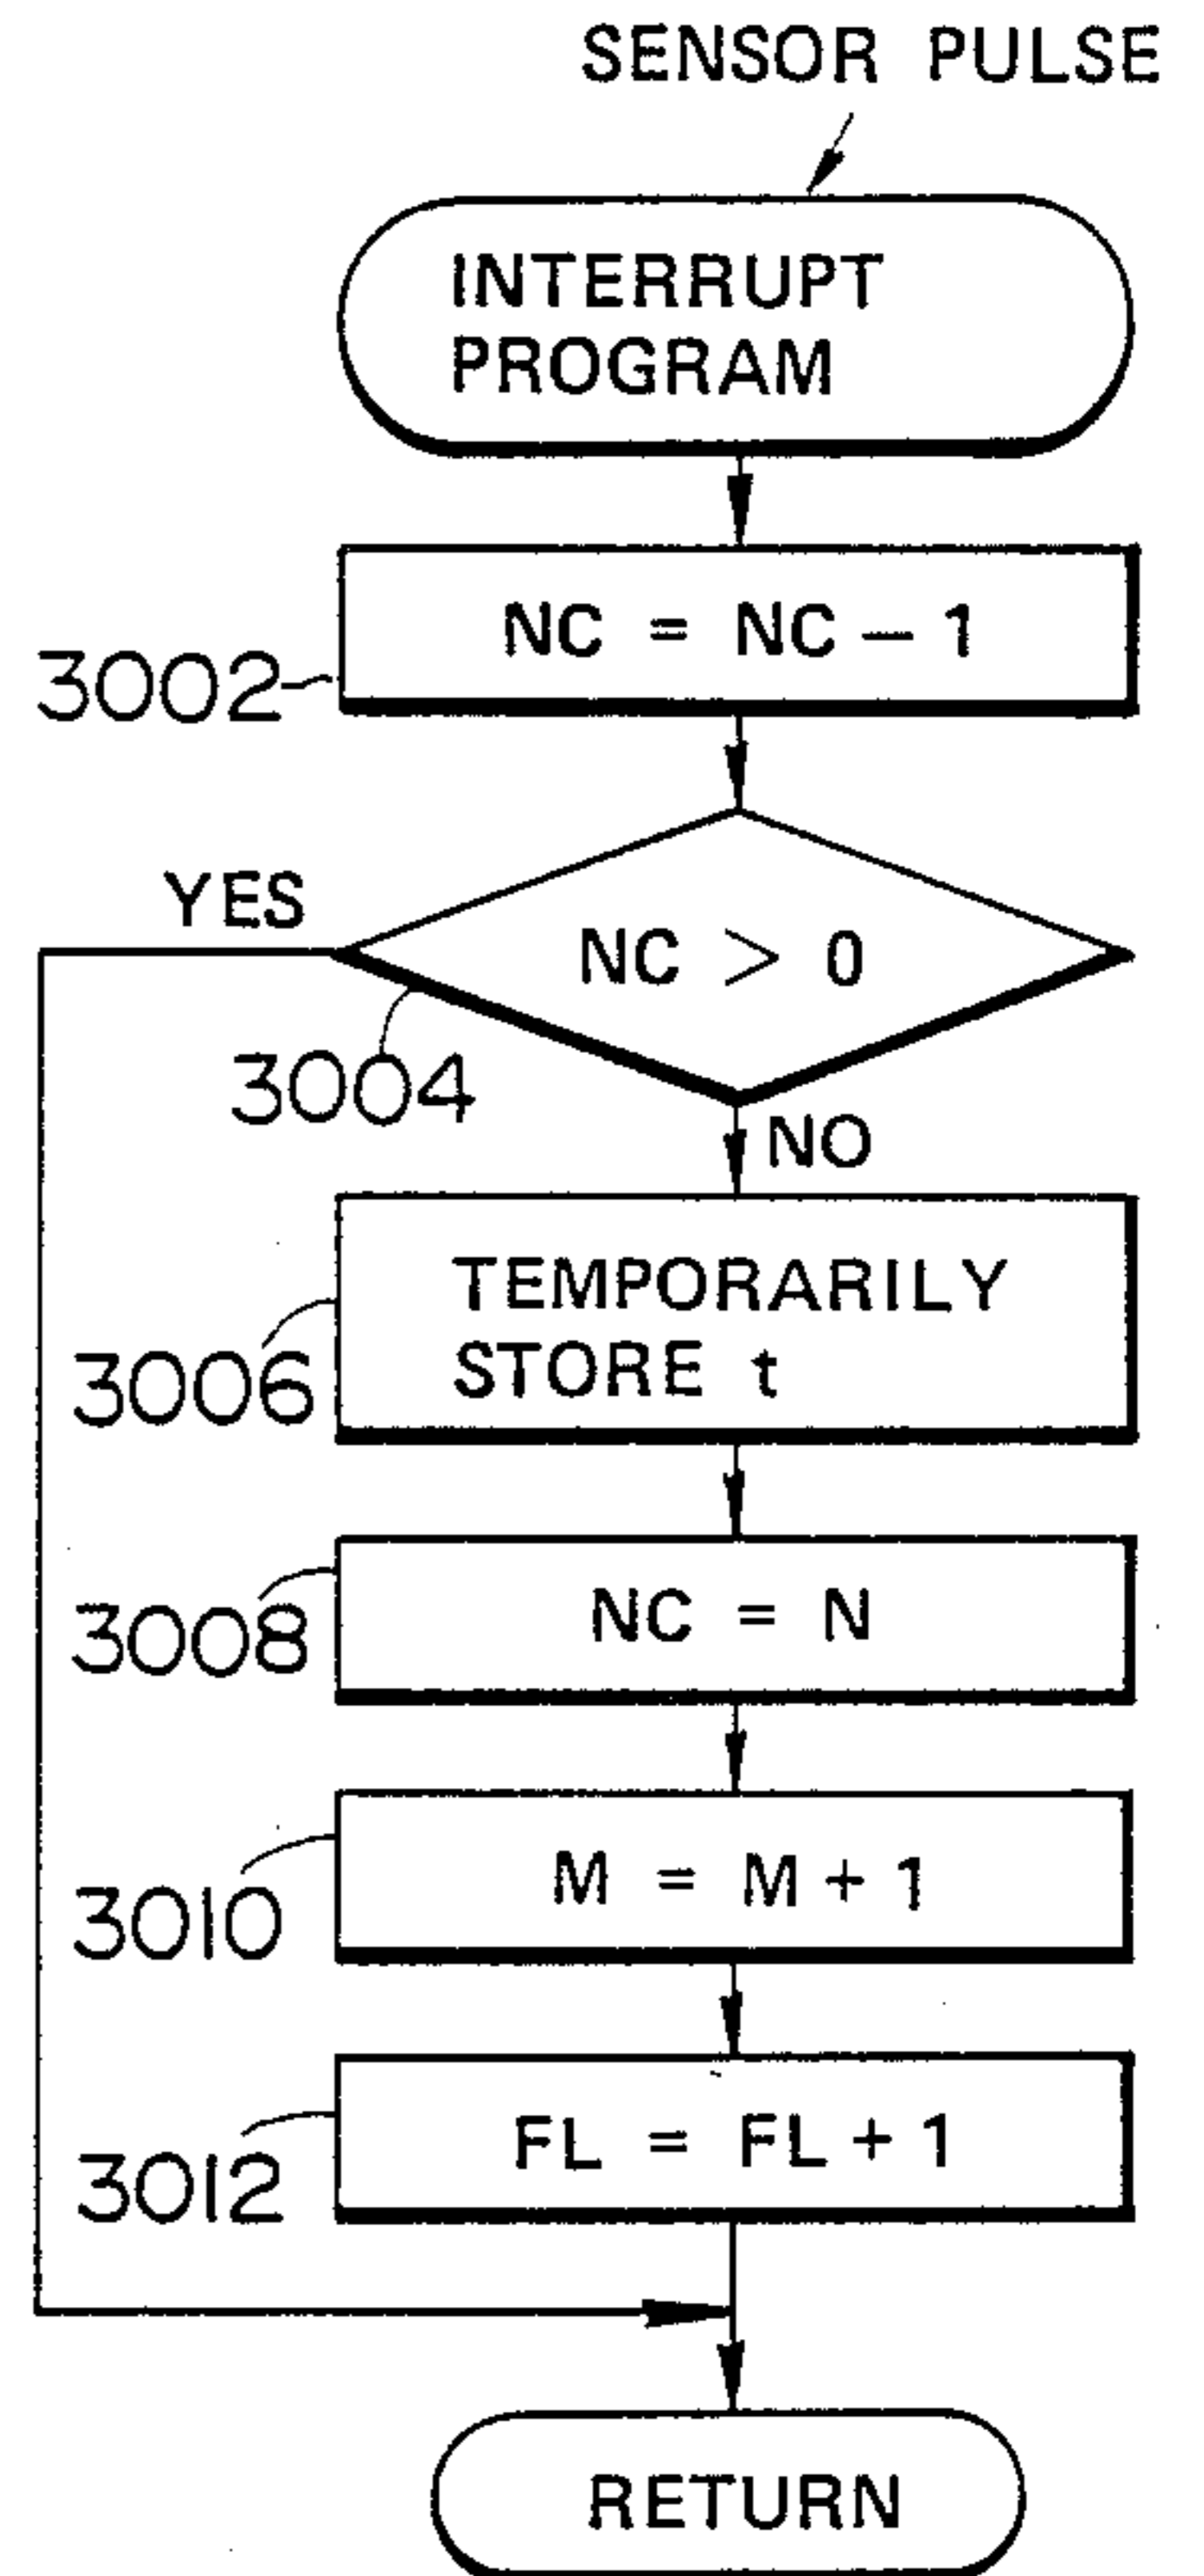 SENSOR PULSE
INTERRUPT
PROGRAM
NC = NC – 1
3002
YES
NC > 0
3004
NO
TEMPORARILY
STORE t
3006
NC = N
3008
M = M + 1
3010
FL = FL + 1
3012
RETURN